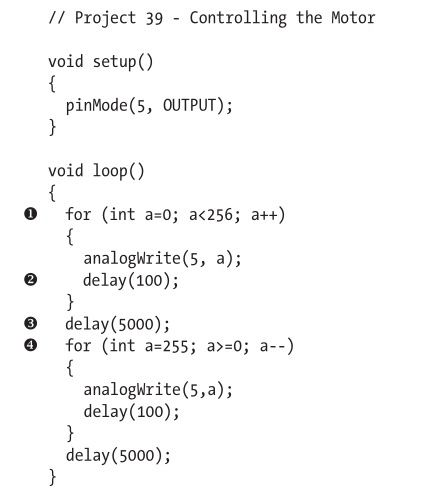 // Project 39 - Controlling the Motor

void setup()
{
  pinMode(5, OUTPUT);
}

void loop()
{
❶ for (int a=0; a<256; a++)
  {
    analogWrite(5, a);
❷   delay(100);
  }
❸ delay(5000);
❹ for (int a=255; a>=0; a--)
  {
    analogWrite(5,a);
    delay(100);
  }
  delay(5000);
}